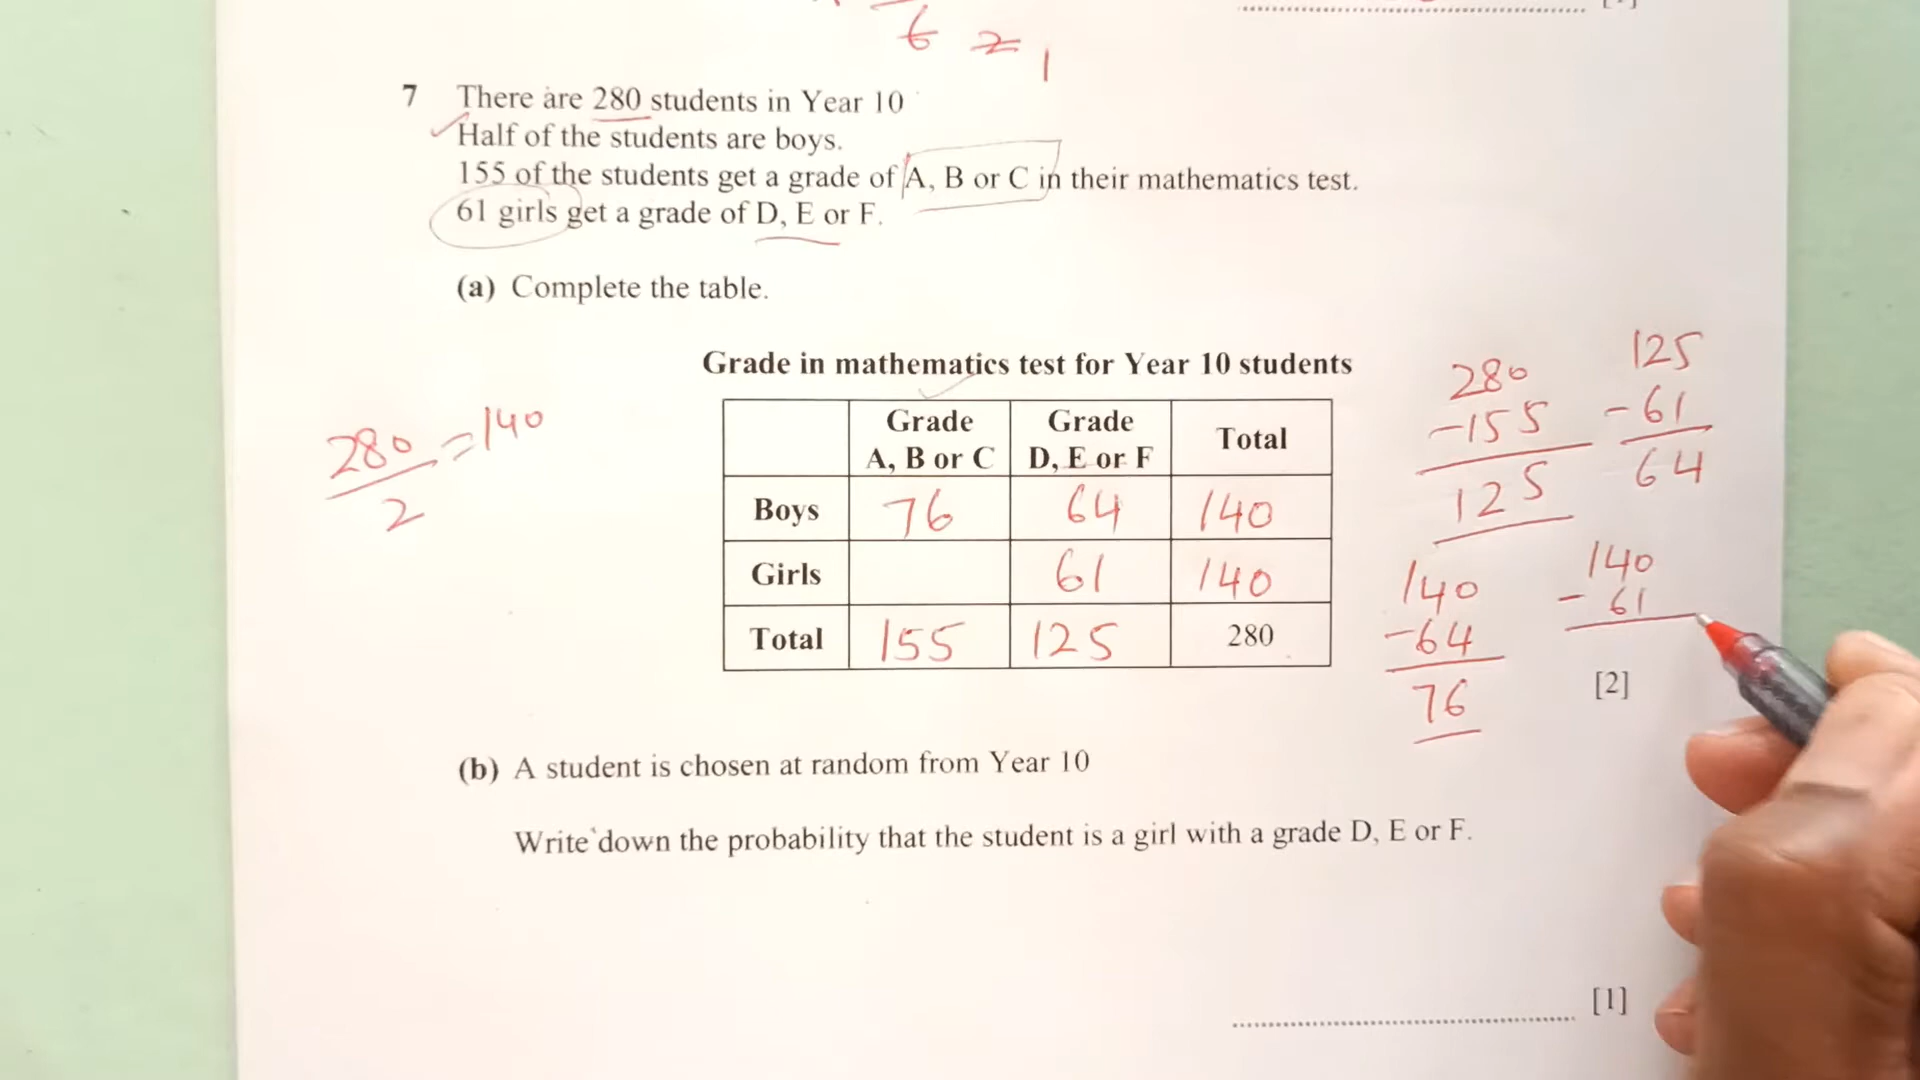 6 = 1
7 There are 280 students in Year 10
Half of the students are boys.
155 of the students get a grade of A, B or C in their mathematics test.
61 girls get a grade of D, E or F.
(a) Complete the table.
Grade in mathematics test for Year 10 students
Grade A, B or C Grade D, E or F Total
Boys 76 64 140
Girls 61 140
Total 155 125 280
280
2
=140
280
-155
125
125
-61
64
140
-64
76
140
- 61
[2]
(b) A student is chosen at random from Year 10
Write down the probability that the student is a girl with a grade D, E or F.
[1]